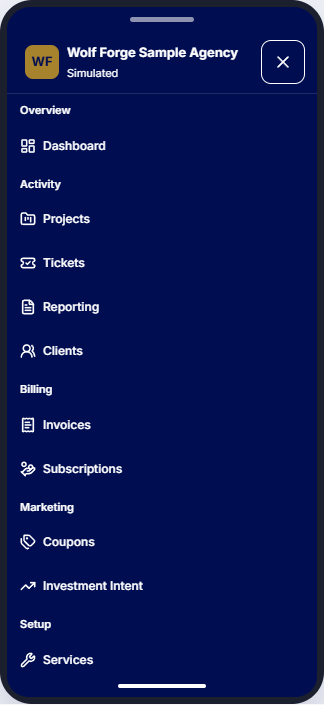 WF
Wolf Forge Sample Agency
Simulated
Overview
Dashboard
Activity
Projects
Tickets
Reporting
Clients
Billing
Invoices
Subscriptions
Marketing
Coupons
Investment Intent
Setup
Services